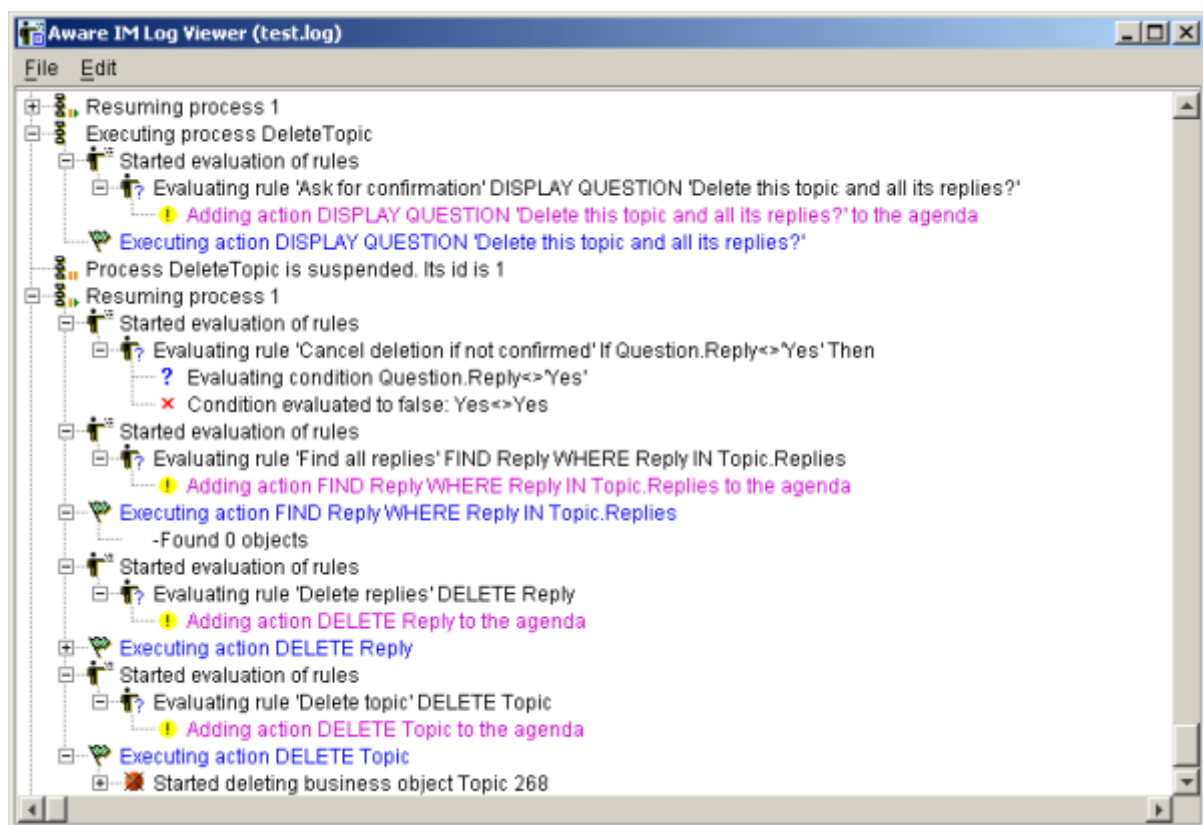 Aware IM Log Viewer (test.log)
File Edit
Resuming process 1
Executing process DeleteTopic
Started evaluation of rules
Evaluating rule 'Ask for confirmation' DISPLAY QUESTION 'Delete this topic and all its replies?'
Adding action DISPLAY QUESTION 'Delete this topic and all its replies?' to the agenda
Executing action DISPLAY QUESTION 'Delete this topic and all its replies?'
Process DeleteTopic is suspended. Its id is 1
Resuming process 1
Started evaluation of rules
Evaluating rule 'Cancel deletion if not confirmed' If Question.Reply<>'Yes' Then
Evaluating condition Question.Reply<>'Yes'
Condition evaluated to false: Yes<>Yes
Started evaluation of rules
Evaluating rule 'Find all replies' FIND Reply WHERE Reply IN Topic.Replies
Adding action FIND Reply WHERE Reply IN Topic.Replies to the agenda
Executing action FIND Reply WHERE Reply IN Topic.Replies
-Found 0 objects
Started evaluation of rules
Evaluating rule 'Delete replies' DELETE Reply
Adding action DELETE Reply to the agenda
Executing action DELETE Reply
Started evaluation of rules
Evaluating rule 'Delete topic' DELETE Topic
Adding action DELETE Topic to the agenda
Executing action DELETE Topic
Started deleting business object Topic 268